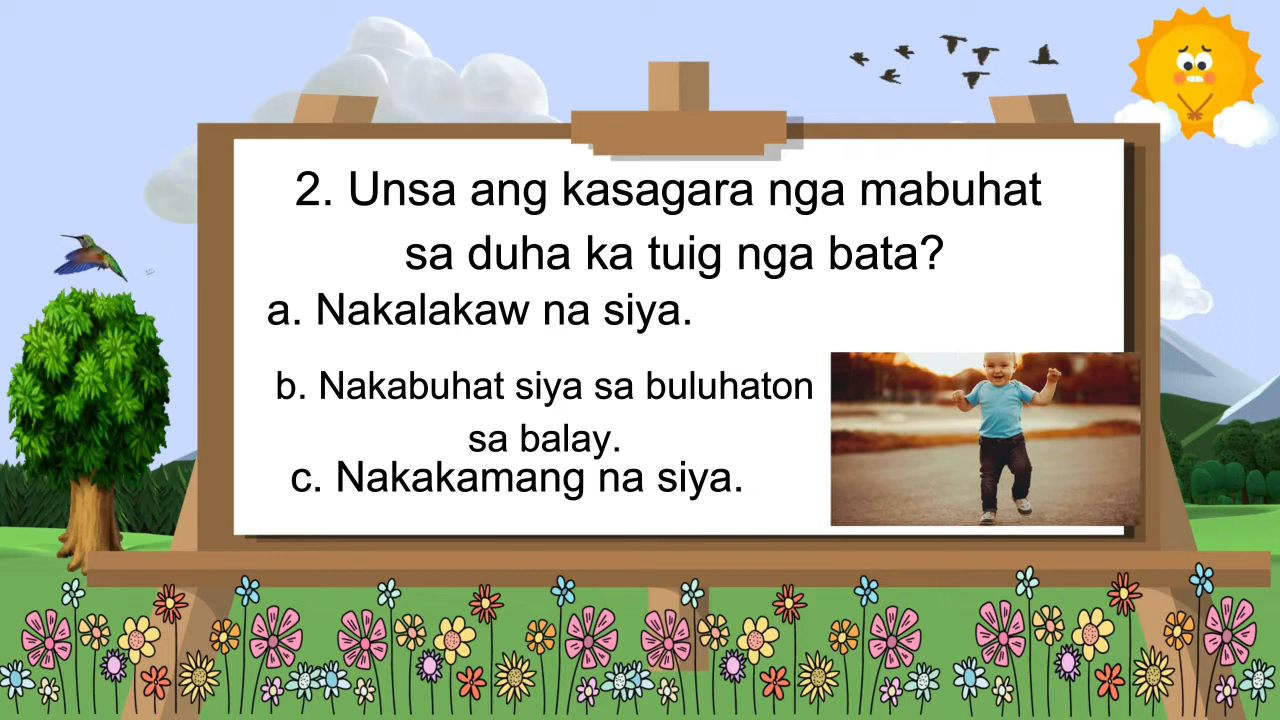 2. Unsa ang kasagara nga mabuhat
sa duha ka tuig nga bata?
a. Nakalakaw na siya.
b. Nakabuhat siya sa buluhaton
sa balay.
c. Nakakamang na siya.